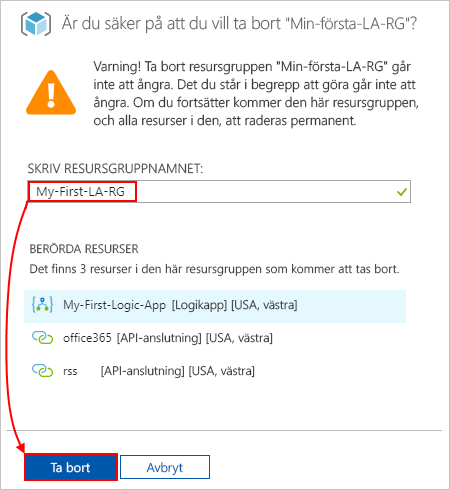 Är du säker på att du vill ta bort "Min-första-LA-RG"?
Varning! Ta bort resursgruppen "Min-första-LA-RG" går
inte att ångra. Det du står i begrepp att göra går inte att
ångra. Om du fortsätter kommer den här resursgruppen,
och alla resurser i den, att raderas permanent.
SKRIV RESURSGRUPPNAMNET:
My-First-LA-RG
BERÖRDA RESURSER
Det finns 3 resurser i den här resursgruppen som kommer att tas bort.
My-First-Logic-App [Logikapp] [USA, västra]
office365 [API-anslutning] [USA, västra]
rss [API-anslutning] [USA, västra]
Ta bort
Avbryt